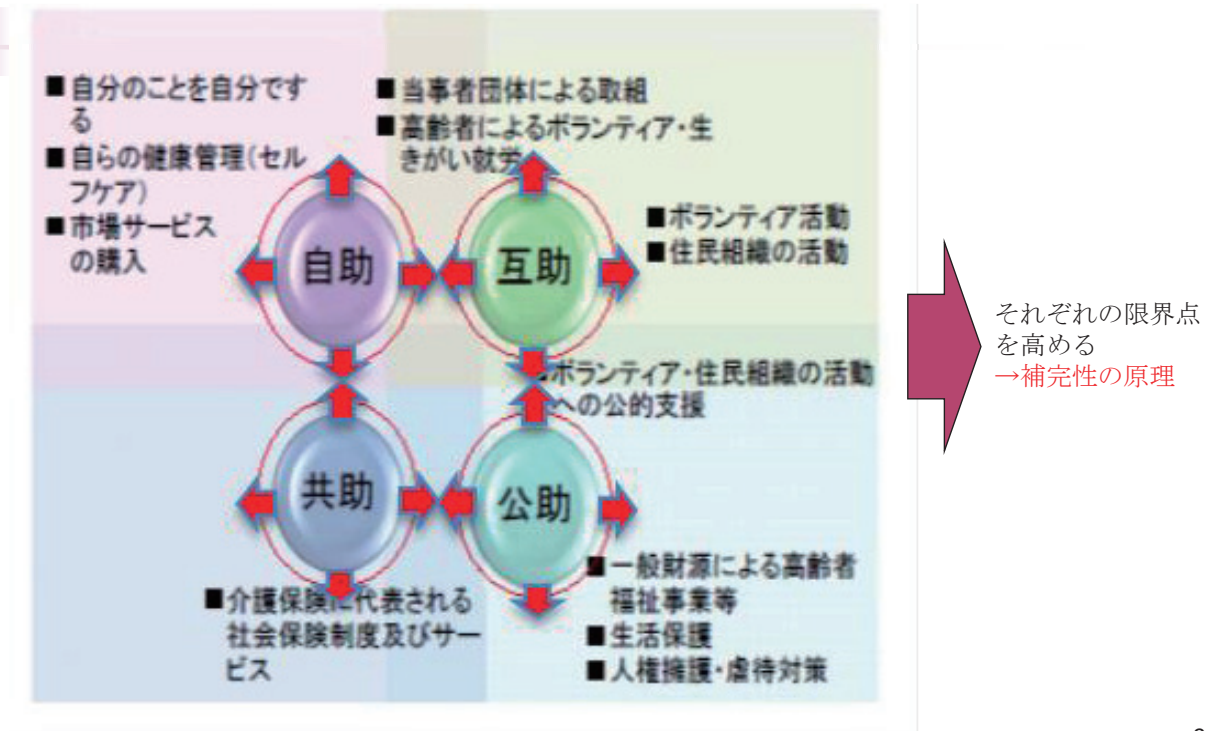 ■自分のことを自分です
る
■自らの健康管理(セル
フケア)
■市場サービス
の購入
■当事者団体による取組
■高齢者によるボランティア・生
きがい就労
■ボランティア活動
■住民組織の活動
自助
互助
それぞれの限界点
を高める
→補完性の原理
■ボランティア・住民組織の活動
への公的支援
共助
公助
■介護保険に代表される
社会保険制度及びサー
ビス
■一般財源による高齢者
福祉事業等
■生活保護
■人権擁護・虐待対策